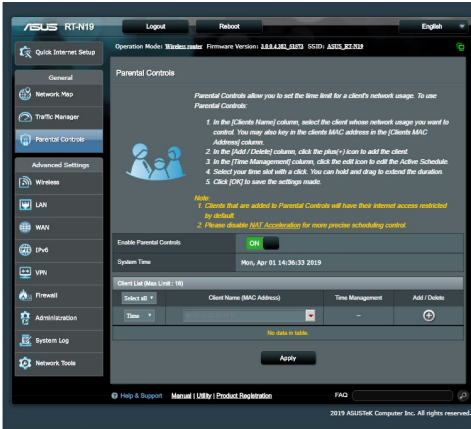 ASUS RT-N19
Logout
Reboot
English
Quick Internet Setup
Operation Mode: Wireless router Firmware Version: 3.0.0.4.382_51573 SSID: ASUS_RT-N19
General
Network Map
Traffic Manager
Parental Controls
Advanced Settings
Wireless
LAN
WAN
IPv6
VPN
Firewall
Administration
System Log
Network Tools
Parental Controls
Parental Controls allow you to set the time limit for a client's network usage. To use
Parental Controls:
1. In the [Clients Name] column, select the client whose network usage you want to
control. You may also key in the clients MAC address in the [Clients MAC
Address] column.
2. In the [Add / Delete] column, click the plus(+) icon to add the client.
3. In the [Time Management] column, click the edit icon to edit the Active Schedule.
4. Select your time slot with a click. You can hold and drag to extend the duration.
5. Click [OK] to save the settings made.
Note:
1. Clients that are added to Parental Controls will have their internet access restricted
by default.
2. Please disable NAT Acceleration for more precise scheduling control.
Enable Parental Controls
ON
System Time
Mon, Apr 01 14:36:33 2019
Client List (Max Limit : 16)
Select all
Client Name (MAC Address)
Time Management
Add / Delete
Time
–
No data in table.
Apply
Help & Support
Manual | Utility | Product Registration
FAQ
2019 ASUSTeK Computer Inc. All rights reserved.